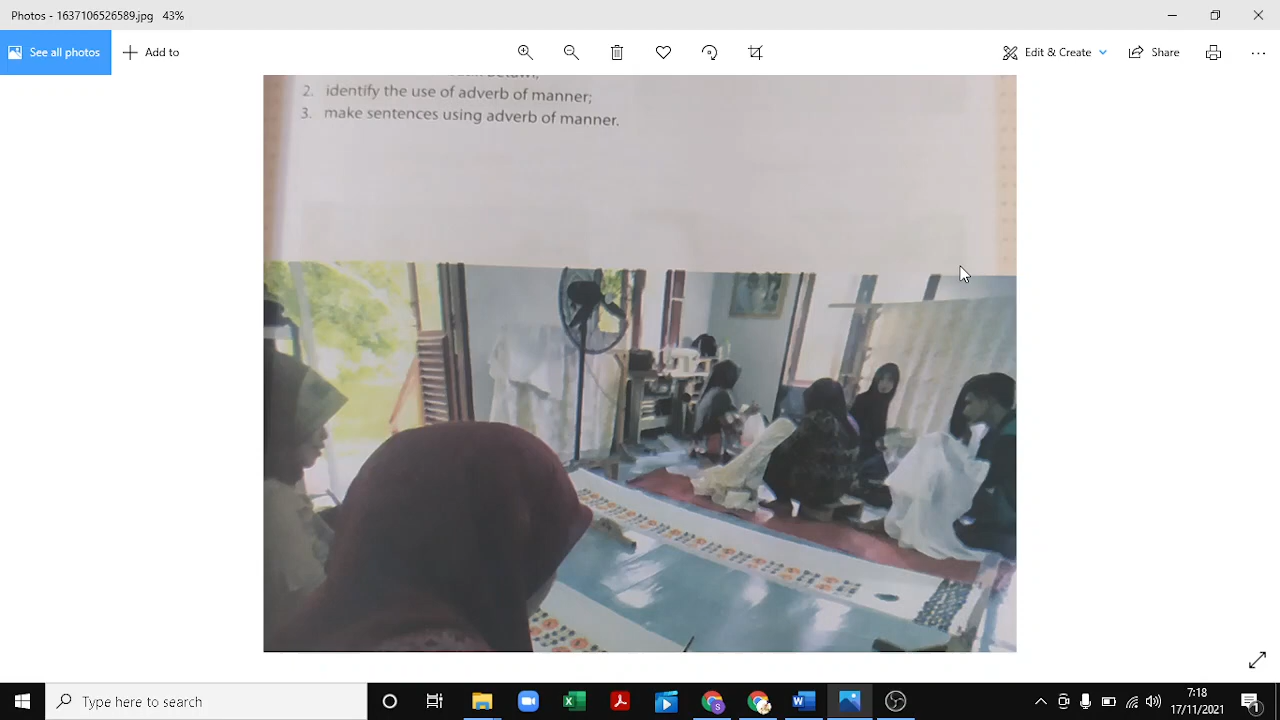 Photos - 1637106526589.jpg 43%
See all photos
Add to
Edit & Create
Share
2. identify the use of adverb of manner;
3. make sentences using adverb of manner.
Type here to search
7:18
17/11/2021
1